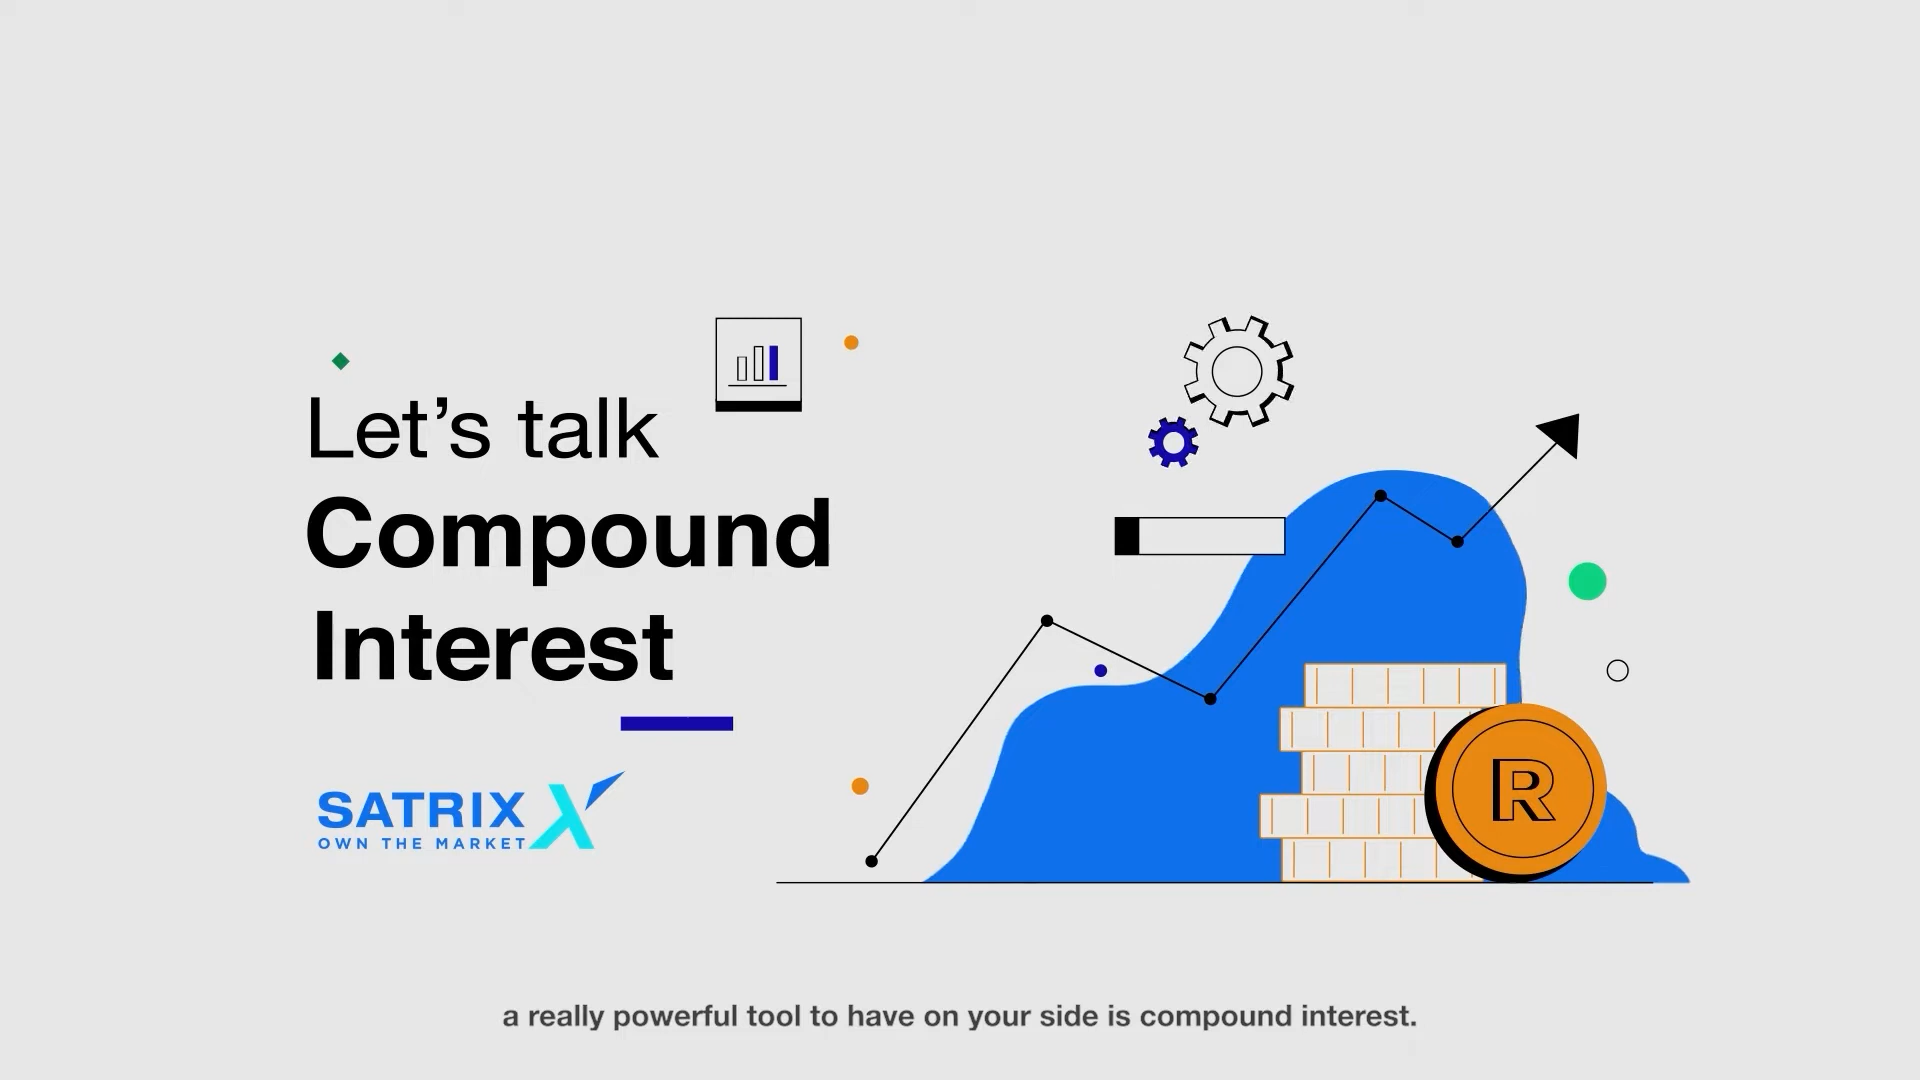 Let’s talk
Compound
Interest
SATRIX
OWN THE MARKET
R
a really powerful tool to have on your side is compound interest.